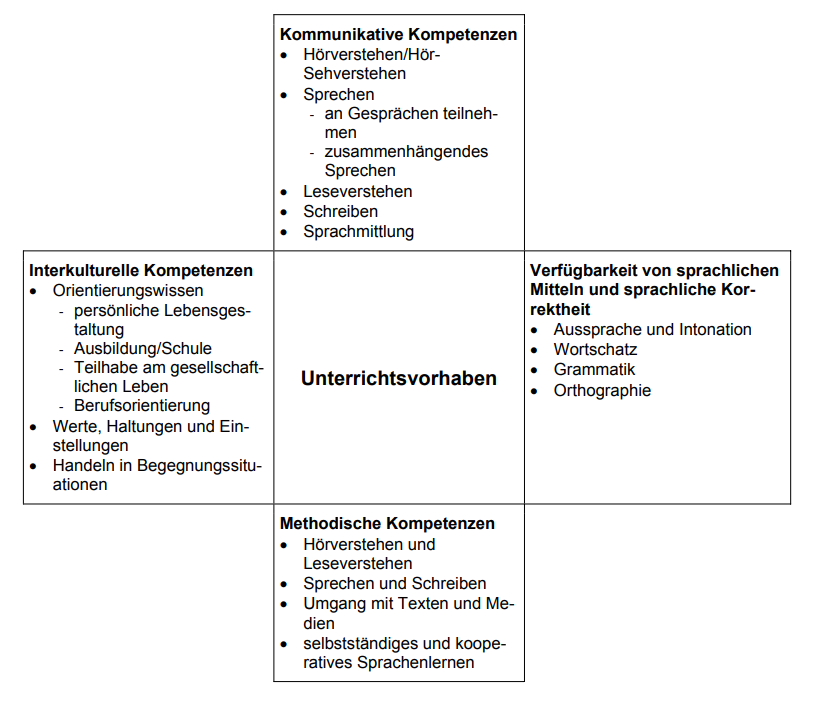 Kommunikative Kompetenzen
• Hörverstehen/Hör-
Sehverstehen
• Sprechen
- an Gesprächen teilneh-
men
- zusammenhängendes
Sprechen
• Leseverstehen
• Schreiben
• Sprachmittlung
Interkulturelle Kompetenzen
• Orientierungswissen
- persönliche Lebensges-
taltung
- Ausbildung/Schule
- Teilhabe am gesellschaft-
lichen Leben
- Berufsorientierung
• Werte, Haltungen und Ein-
stellungen
• Handeln in Begegnungssitu-
ationen
Unterrichtsvorhaben
Verfügbarkeit von sprachlichen
Mitteln und sprachliche Kor-
rektheit
• Aussprache und Intonation
• Wortschatz
• Grammatik
• Orthographie
Methodische Kompetenzen
• Hörverstehen und
Leseverstehen
• Sprechen und Schreiben
• Umgang mit Texten und Me-
dien
• selbstständiges und koope-
ratives Sprachenlernen